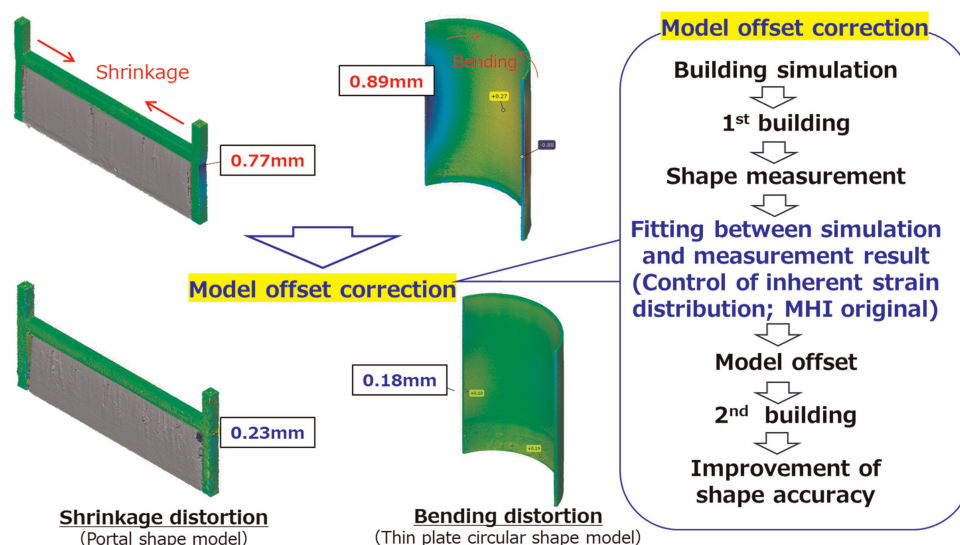 Shrinkage
0.77mm
0.89mm
Bending
+0.27
Model offset correction
0.23mm
0.18mm
Shrinkage distortion
(Portal shape model)
Bending distortion
(Thin plate circular shape model)
Model offset correction
Building simulation
1st building
Shape measurement
Fitting between simulation
and measurement result
(Control of inherent strain
distribution; MHI original)
Model offset
2nd building
Improvement of
shape accuracy